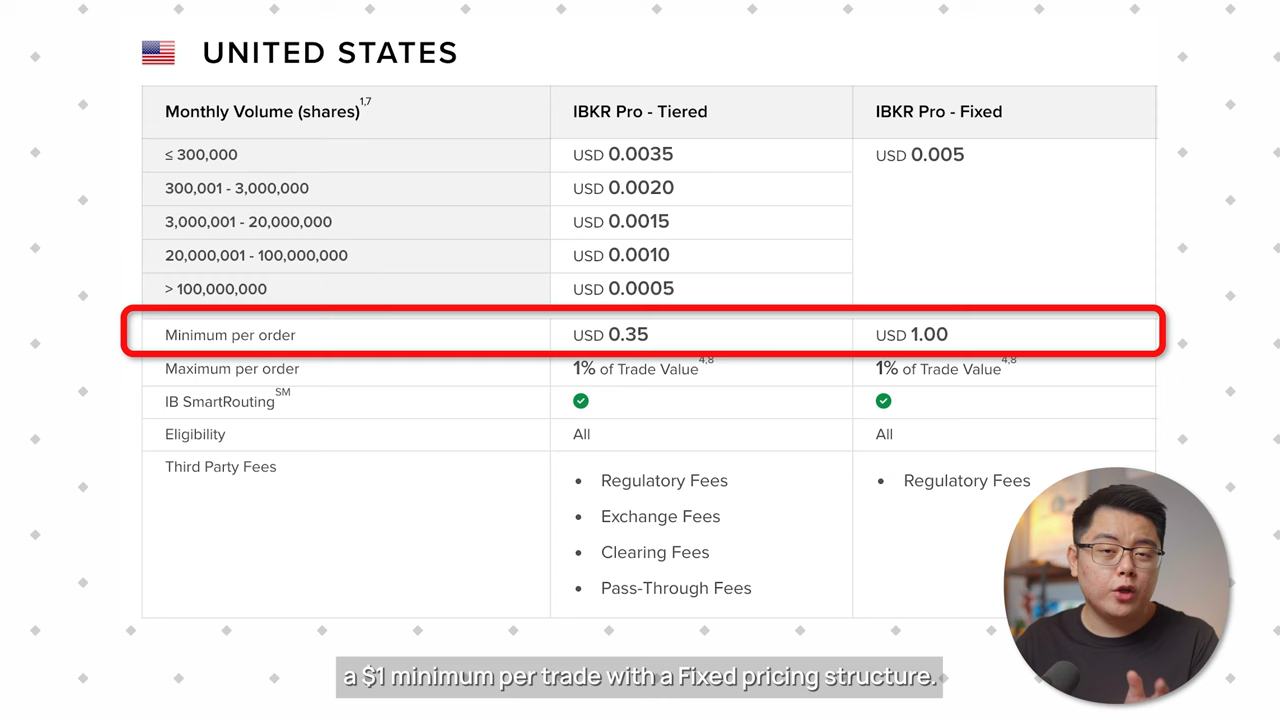 UNITED STATES
Monthly Volume (shares)1,7 IBKR Pro - Tiered IBKR Pro - Fixed
≤ 300,000 USD 0.0035 USD 0.005
300,001 - 3,000,000 USD 0.0020
3,000,001 - 20,000,000 USD 0.0015
20,000,001 - 100,000,000 USD 0.0010
> 100,000,000 USD 0.0005
Minimum per order USD 0.35 USD 1.00
Maximum per order 1% of Trade Value4,8 1% of Trade Value4,8
IB SmartRoutingSM
Eligibility All All
Third Party Fees
• Regulatory Fees • Regulatory Fees
• Exchange Fees
• Clearing Fees
• Pass-Through Fees
a $1 minimum per trade with a Fixed pricing structure.